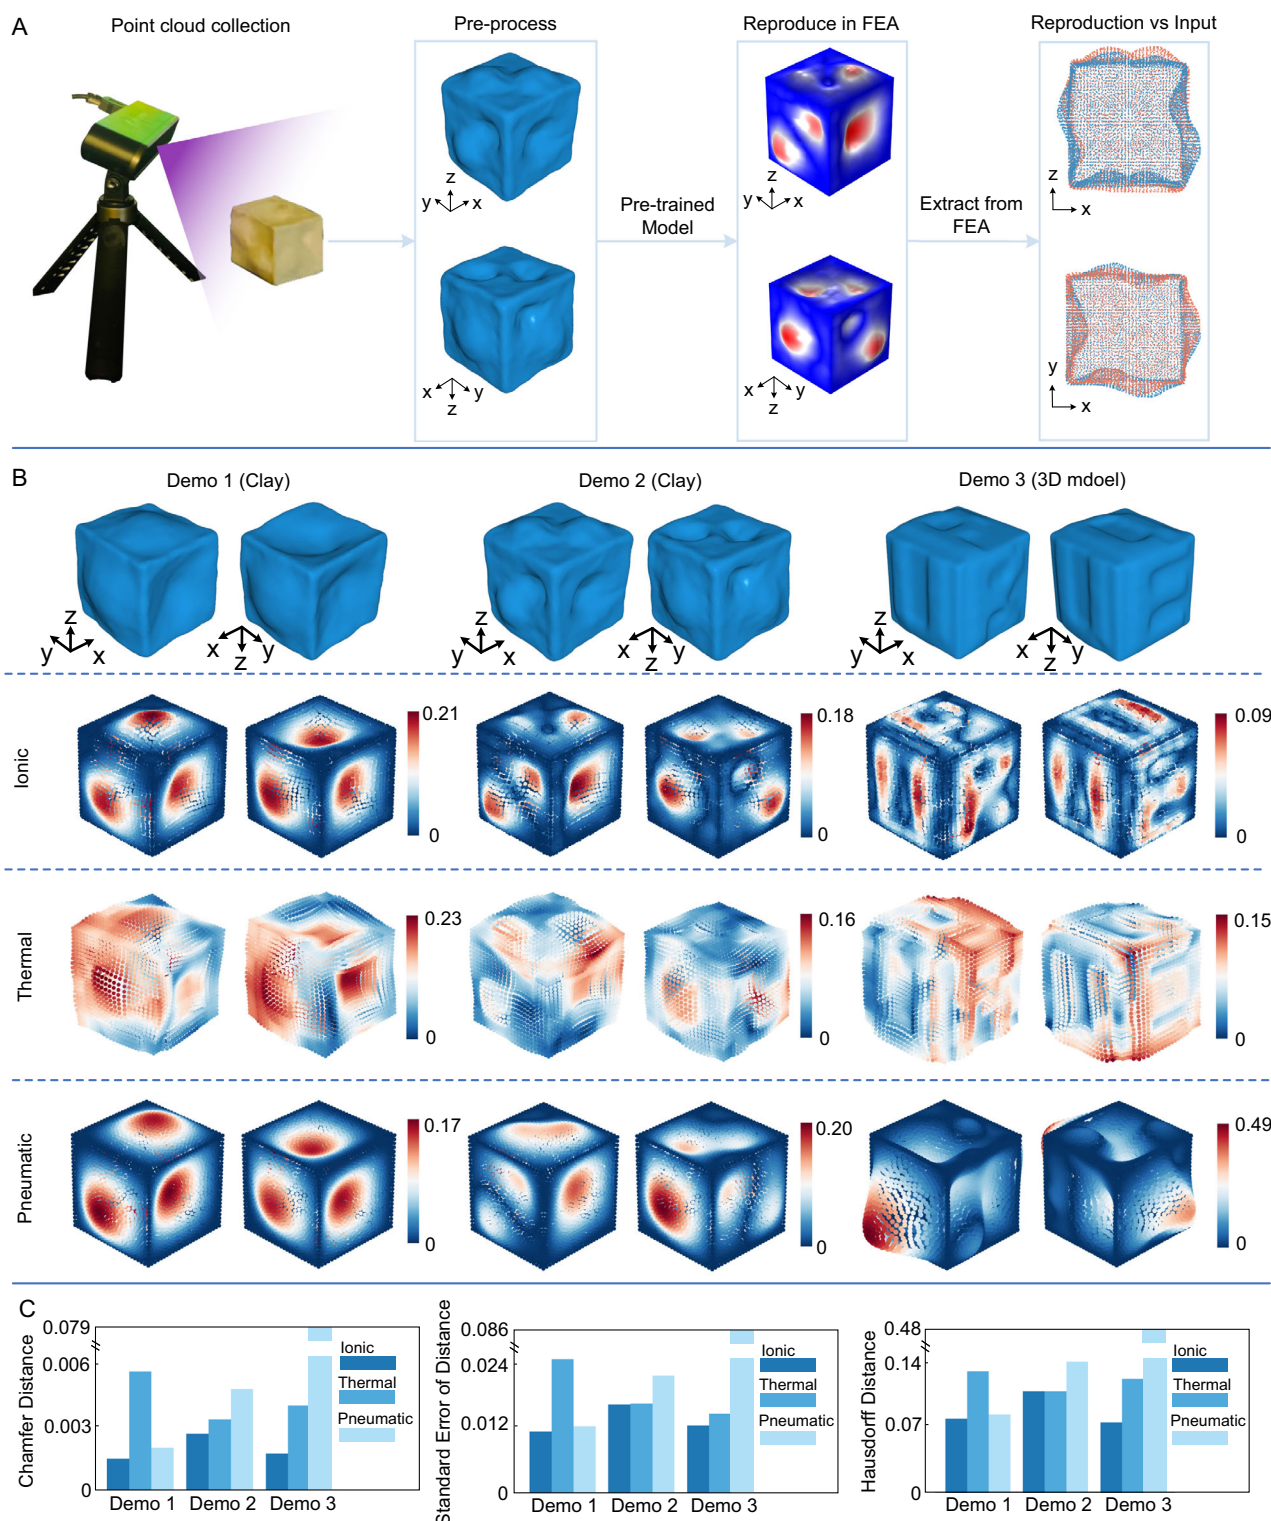 A
Point cloud collection
Pre-process
Reproduce in FEA
Reproduction vs Input
z
y
x
x
y
z
Pre-trained
Model
z
y
x
x
y
z
Extract from
FEA
z
x
y
x
B
Demo 1 (Clay)
Demo 2 (Clay)
Demo 3 (3D mdoel)
z
y
x
x
y
z
z
y
x
x
y
z
z
y
x
x
y
z
Ionic
0.21
0
0.18
0
0.09
0
Thermal
0.23
0
0.16
0
0.15
0
Pneumatic
0.17
0
0.20
0
0.49
0
C
Chamfer Distance
0.079
0.006
0.003
0
Ionic
Thermal
Pneumatic
Demo 1 Demo 2 Demo 3
Standard Error of Distance
0.086
0.024
0.012
0
Ionic
Thermal
Pneumatic
Demo 1 Demo 2 Demo 3
Hausdorff Distance
0.48
0.14
0.07
0
Ionic
Thermal
Pneumatic
Demo 1 Demo 2 Demo 3